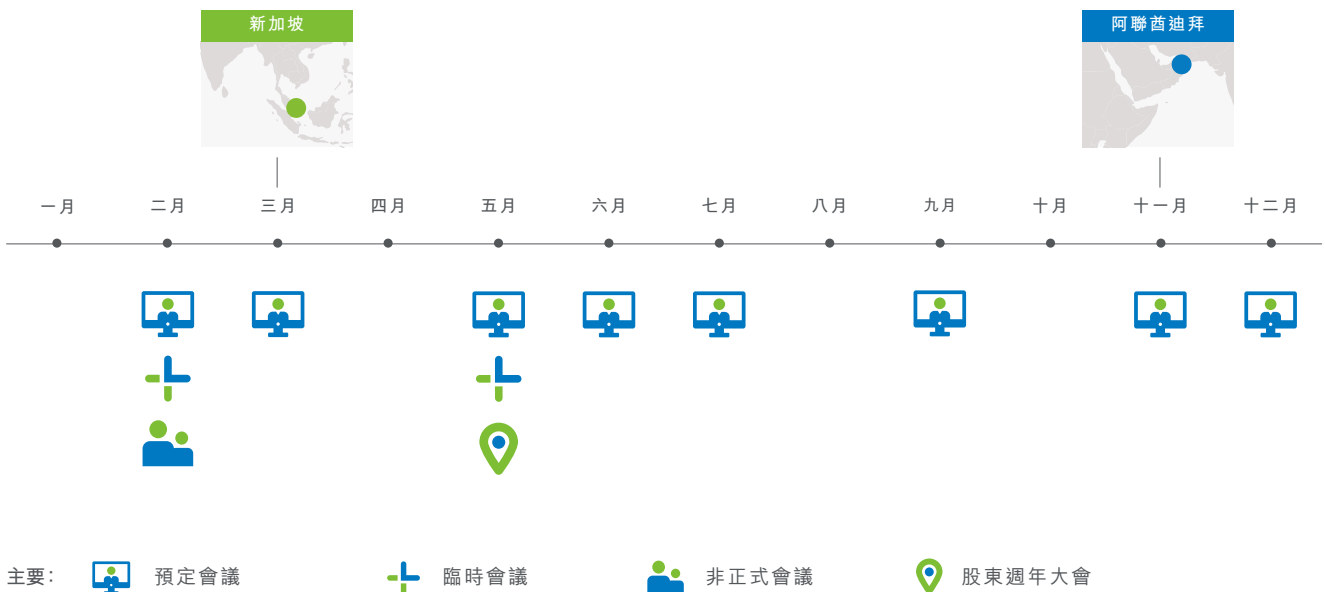 新加坡
阿聯酋迪拜
一月 二月 三月 四月 五月 六月 七月 八月 九月 十月 十一月 十二月
主要: 預定會議 臨時會議 非正式會議 股東週年大會